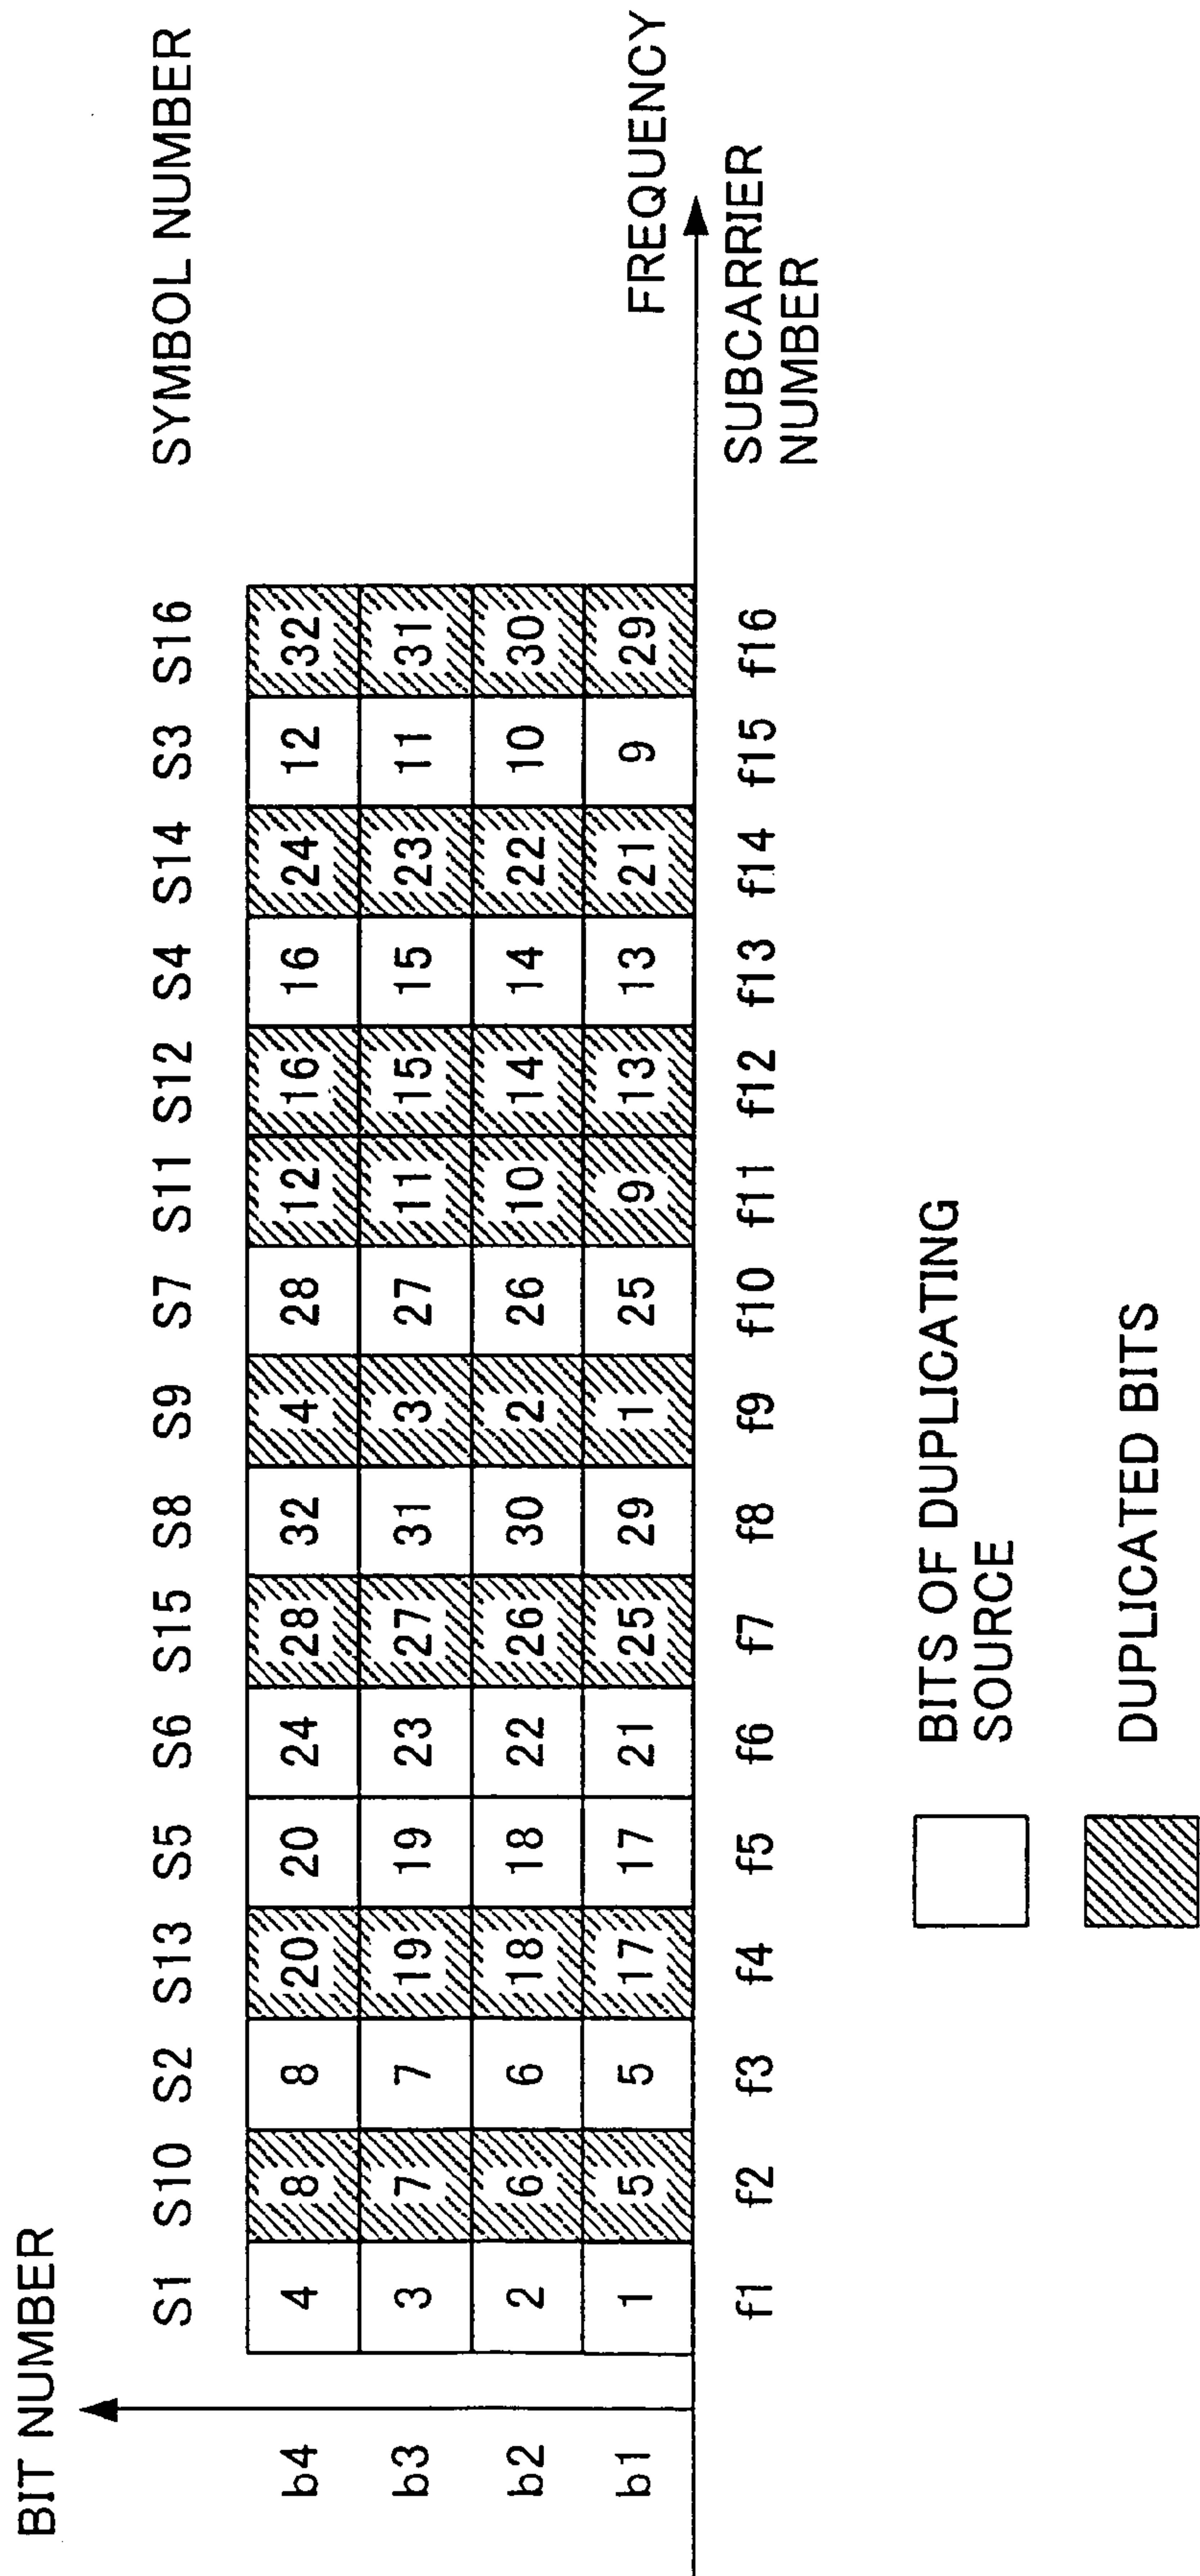 BIT NUMBER
S1 S10 S2 S13 S5 S6 S15 S8 S9 S7 S11 S12 S4 S14 S3 S16 SYMBOL NUMBER
b4 4 8 8 20 20 24 28 32 4 28 12 16 16 24 12 32
b3 3 7 7 19 19 23 27 31 3 27 11 15 15 23 11 31
b2 2 6 6 18 18 22 26 30 2 26 10 14 14 22 10 30
b1 1 5 5 17 17 21 25 29 1 25 9 13 13 21 9 29
FREQUENCY
f1 f2 f3 f4 f5 f6 f7 f8 f9 f10 f11 f12 f13 f14 f15 f16 SUBCARRIER
NUMBER
BITS OF DUPLICATING
SOURCE
DUPLICATED BITS